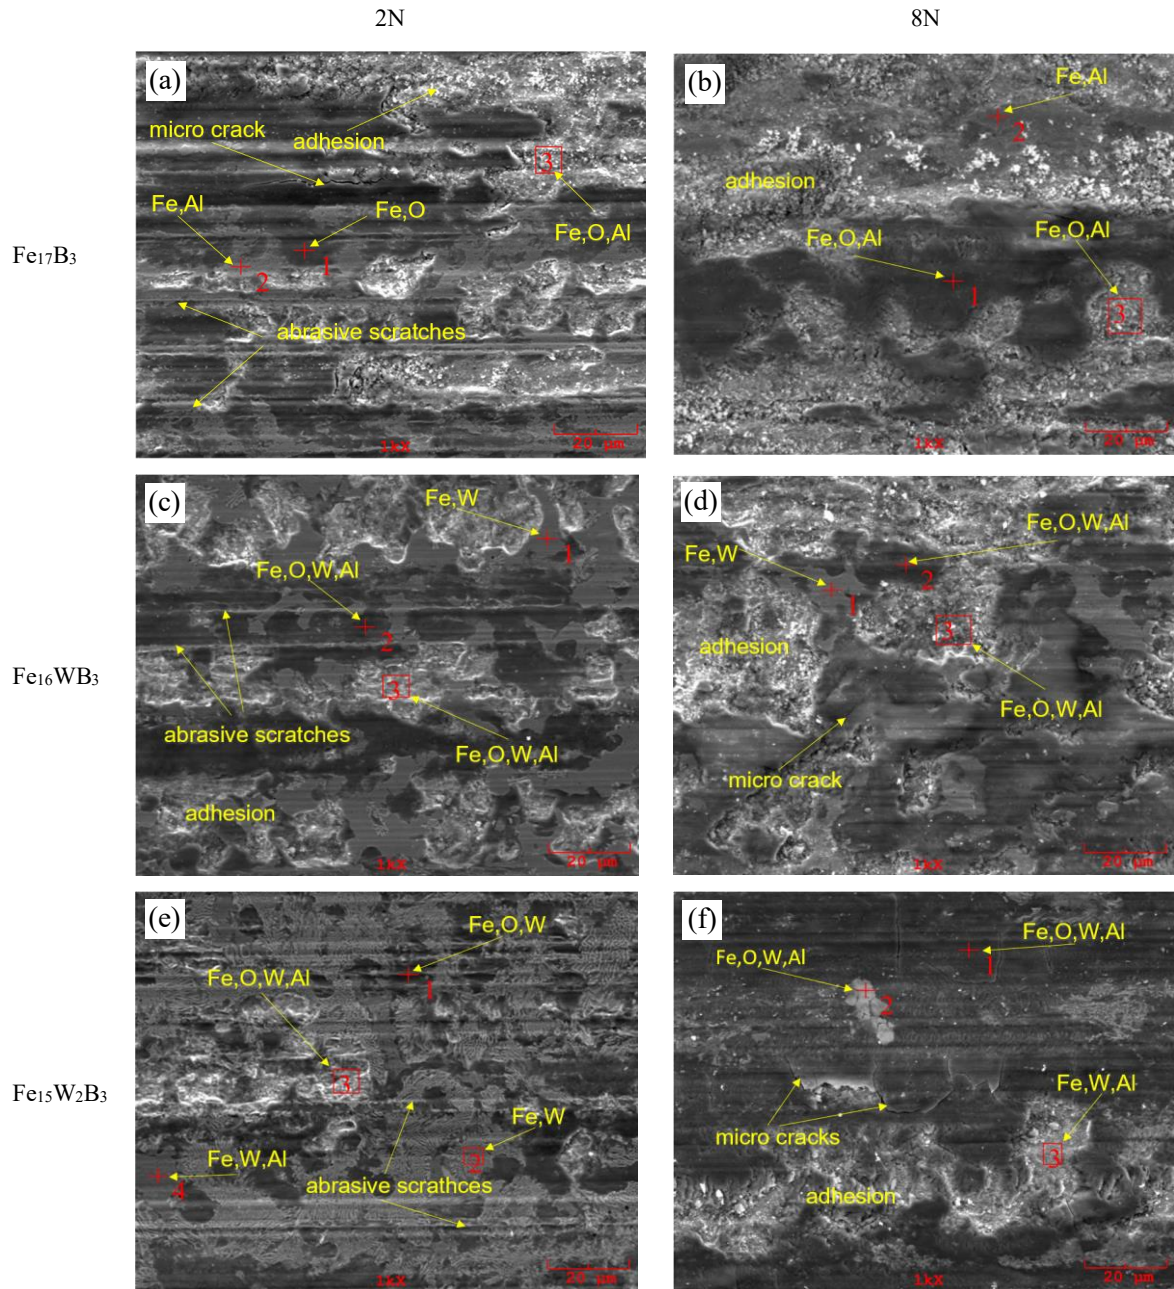 2N 8N
(a)
micro crack
adhesion
3
Fe,Al
Fe,O
Fe,O,Al
1
2
abrasive scratches
1kX
20 µm
(b)
Fe,Al
2
adhesion
Fe,O,Al
Fe,O,Al
1
3
1kX
20 µm
Fe₁₇B₃
(c)
Fe,W
1
Fe,O,W,Al
2
3
abrasive scratches
Fe,O,W,Al
adhesion
1kX
20 µm
(d)
Fe,O,W,Al
Fe,W
2
1
3
adhesion
Fe,O,W,Al
micro crack
1kX
20 µm
Fe₁₆WB₃
(e)
Fe,O,W
1
Fe,O,W,Al
3
Fe,W
2
Fe,W,Al
4
abrasive scrathces
1kX
20 µm
(f)
Fe,O,W,Al
Fe,O,W,Al
1
2
Fe,W,Al
micro cracks
3
adhesion
1kX
20 µm
Fe₁₅W₂B₃